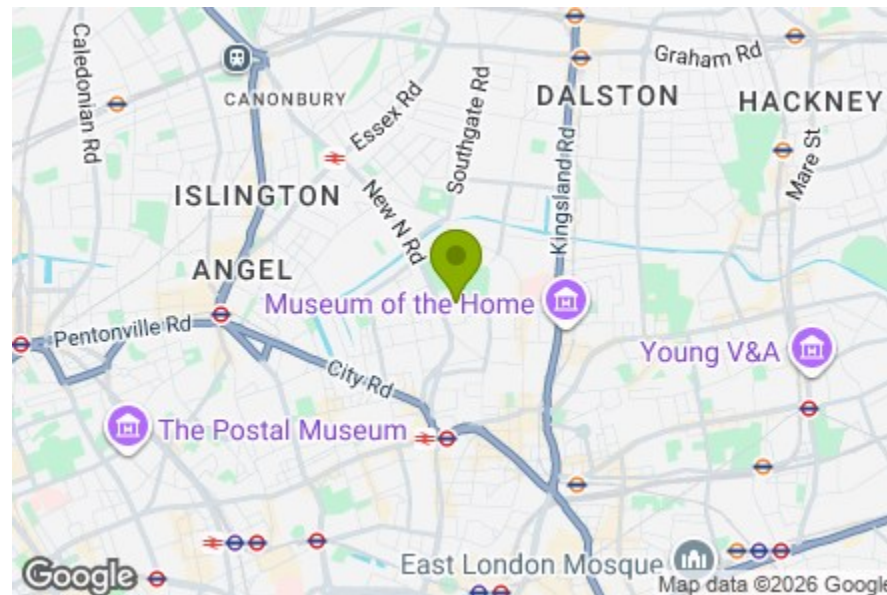 Caledonian Rd
CANONBURY
Essex Rd
Southgate Rd
DALSTON
Graham Rd
HACKNEY
Mare St
ISLINGTON
New N Rd
Kingsland Rd
ANGEL
Museum of the Home
Pentonville Rd
City Rd
Young V&A
The Postal Museum
East London Mosque
Google
Map data ©2026 Google